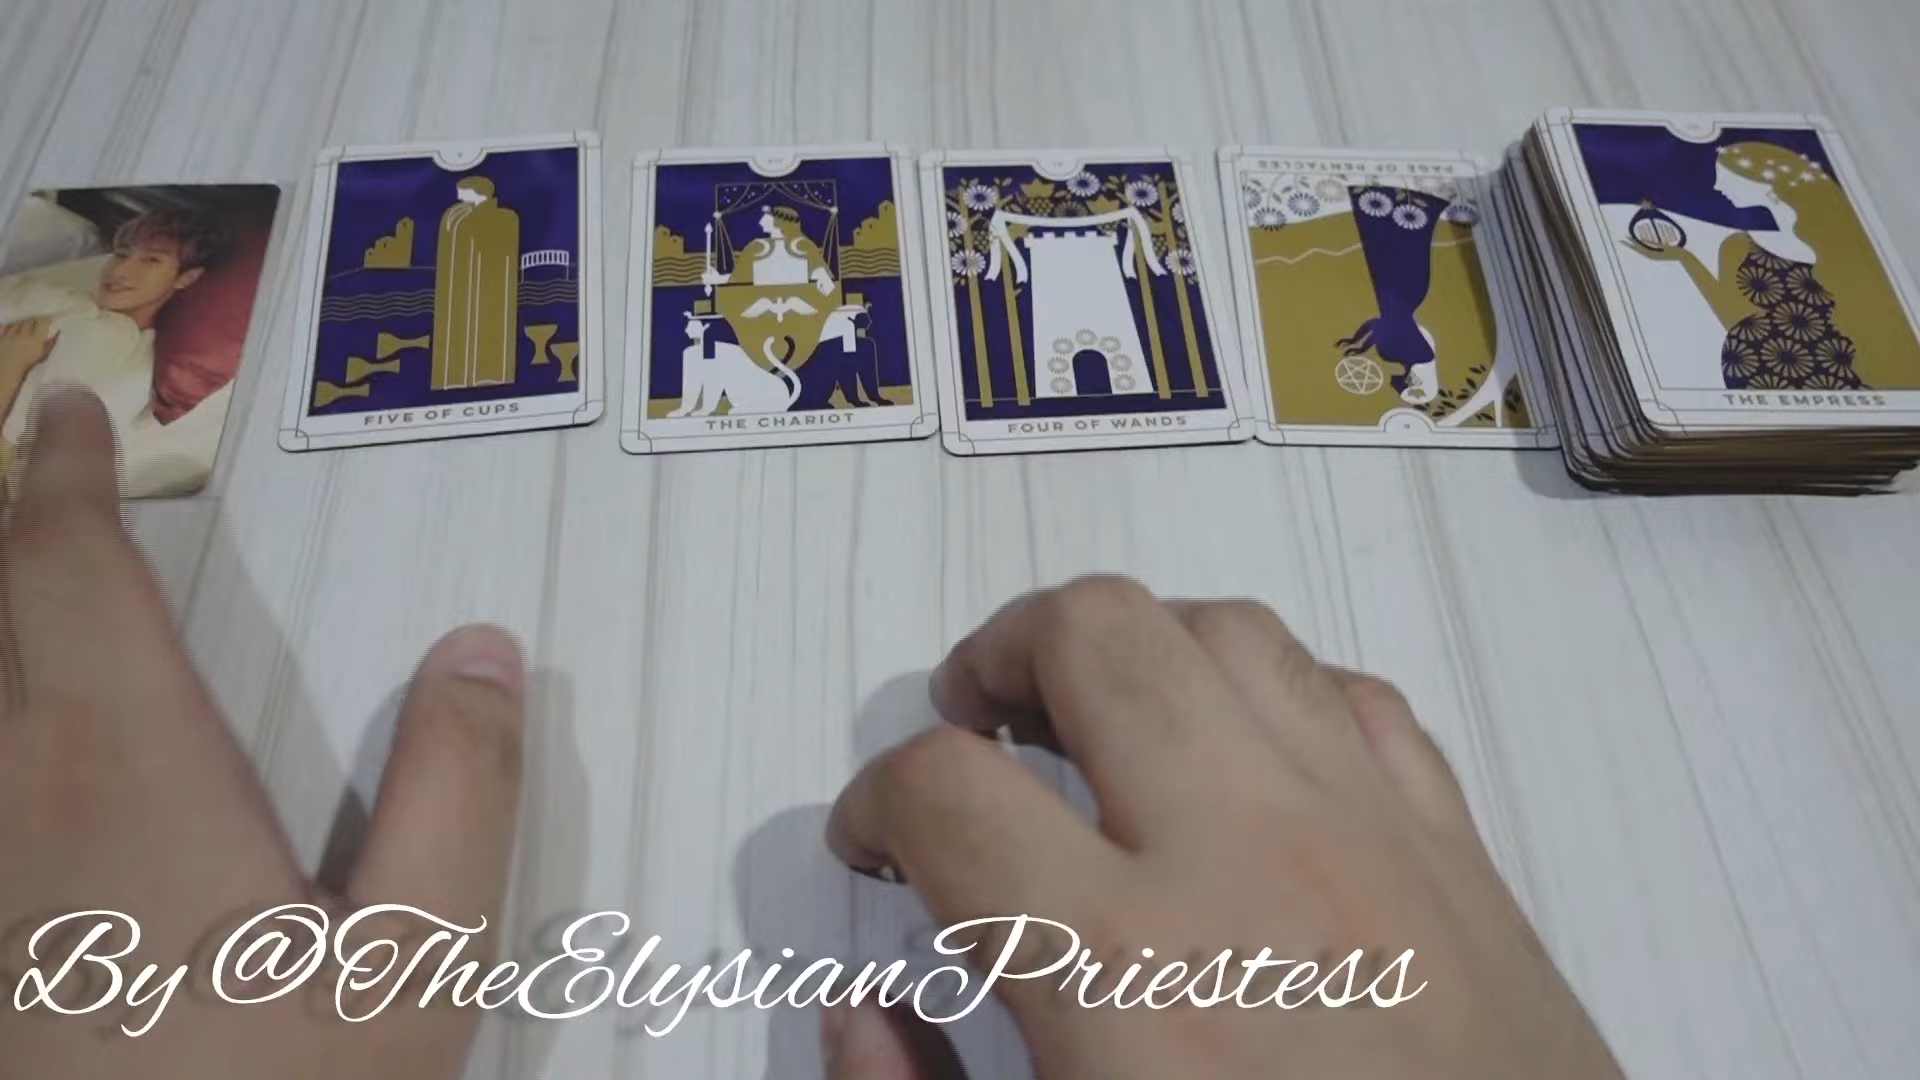 FIVE OF CUPS
THE CHARIOT
FOUR OF WANDS
PAGE OF PENTACLES
THE EMPRESS
By @TheElysianPriestess